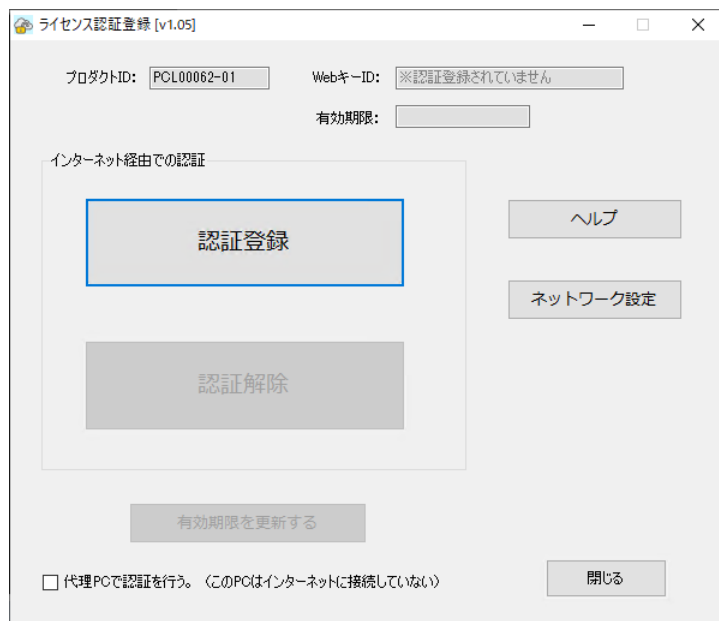 ライセンス認証登録 [v1.05]
プロダクトID: PCL00062-01 WebキーID: ※認証登録されていません
有効期限:
インターネット経由での認証
認証登録
ヘルプ
ネットワーク設定
認証解除
有効期限を更新する
代理PCで認証を行う。（このPCはインターネットに接続していない）
閉じる